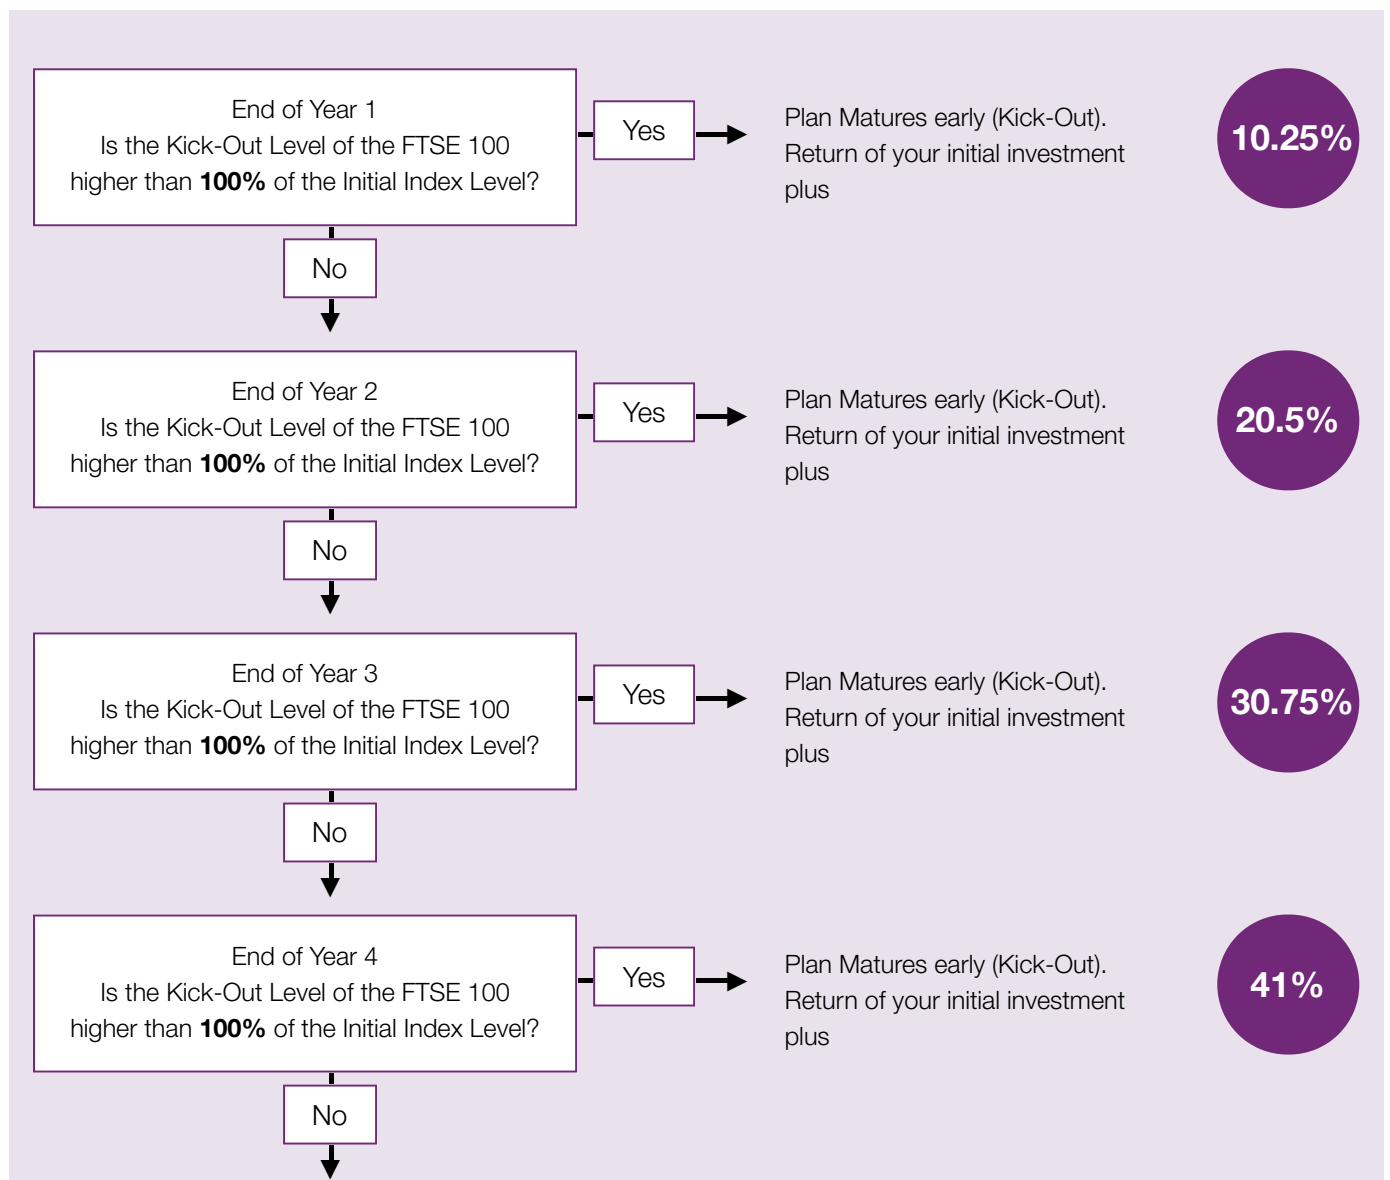 End of Year 1
Is the Kick-Out Level of the FTSE 100
higher than 100% of the Initial Index Level?
Yes
Plan Matures early (Kick-Out).
Return of your initial investment
plus
10.25%
No
End of Year 2
Is the Kick-Out Level of the FTSE 100
higher than 100% of the Initial Index Level?
Yes
Plan Matures early (Kick-Out).
Return of your initial investment
plus
20.5%
No
End of Year 3
Is the Kick-Out Level of the FTSE 100
higher than 100% of the Initial Index Level?
Yes
Plan Matures early (Kick-Out).
Return of your initial investment
plus
30.75%
No
End of Year 4
Is the Kick-Out Level of the FTSE 100
higher than 100% of the Initial Index Level?
Yes
Plan Matures early (Kick-Out).
Return of your initial investment
plus
41%
No